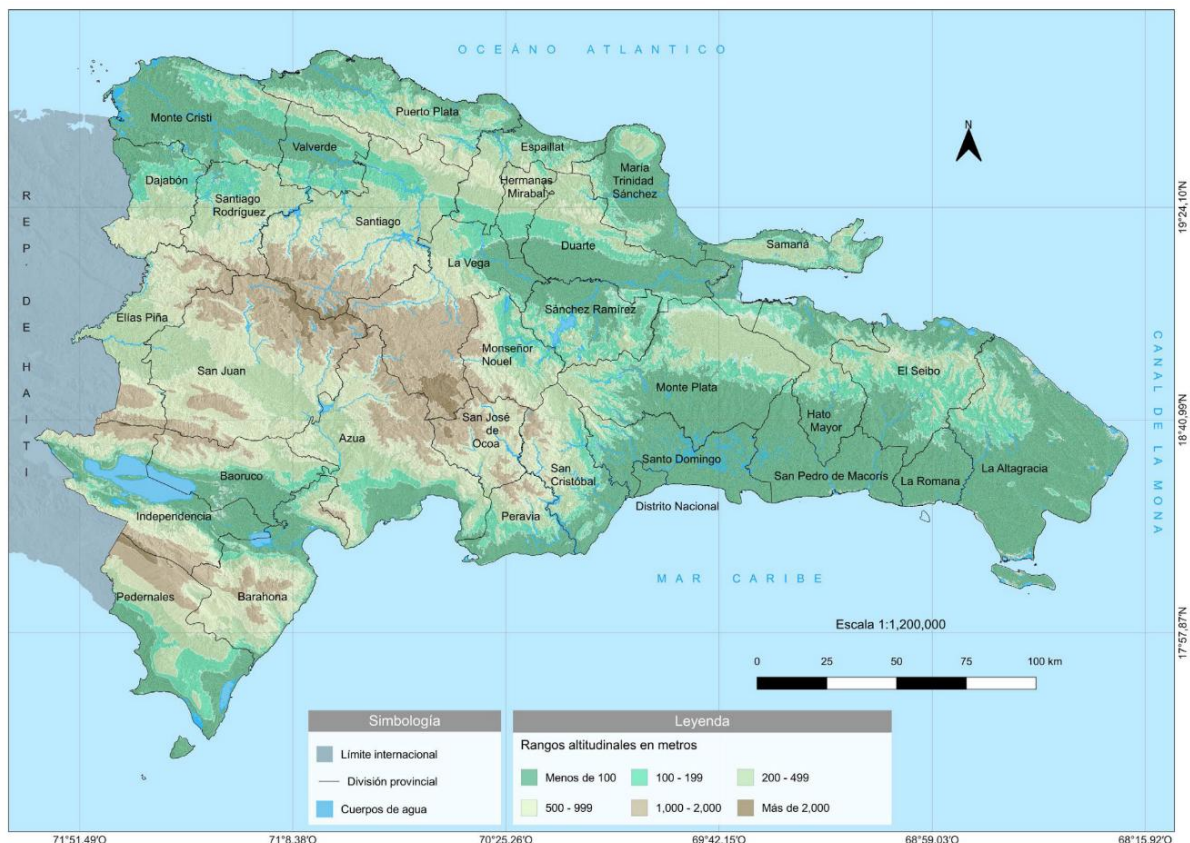 OCEÁNO ATLANTICO
Monte Cristi
Puerto Plata
Valverde
Espaillat
Dajabón
Santiago
Rodríguez
Hermanas
Mirabal
María
Trinidad
Sánchez
Santiago
Samaná
Duarte
La Vega
Elías Piña
Sánchez Ramírez
Monseñor
Nouel
San Juan
El Seibo
Monte Plata
Hato
Mayor
San José
de
Ocoa
Azua
Santo Domingo
San
Cristóbal
La Altagracia
Baoruco
San Pedro de Macorís
La Romana
Independencia
Peravia
Distrito Nacional
Pedernales
Barahona
REP. DE HAITI
MAR CARIBE
CANAL DE LA MONA
N
19°24,10'N
18°40,99'N
17°57,87'N
Escala 1:1,200,000
0 25 50 75 100 km
Simbología
Límite internacional
División provincial
Cuerpos de agua
Leyenda
Rangos altitudinales en metros
Menos de 100 100 - 199 200 - 499
500 - 999 1,000 - 2,000 Más de 2,000
71°51.49'O 71°8.38'O 70°25.26'O 69°42.15'O 68°59.03'O 68°15.92'O